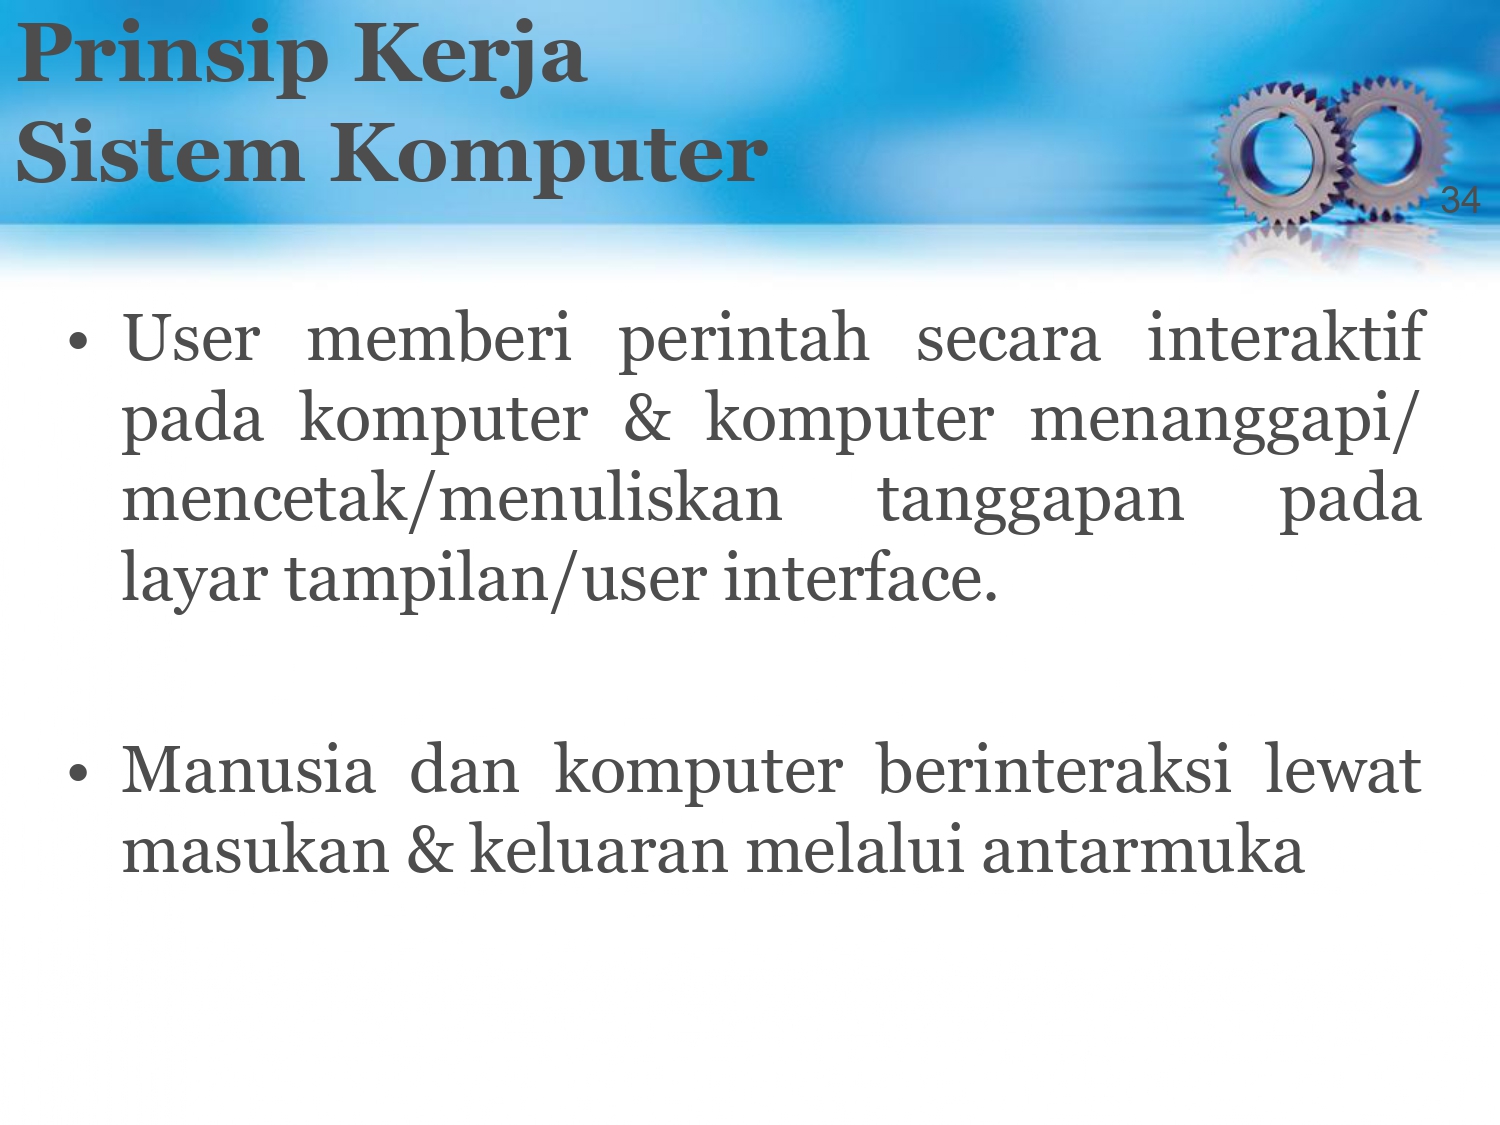 Prinsip Kerja
Sistem Komputer
34
• User memberi perintah secara interaktif
pada komputer & komputer menanggapi/
mencetak/menuliskan tanggapan pada
layar tampilan/user interface.
• Manusia dan komputer berinteraksi lewat
masukan & keluaran melalui antarmuka